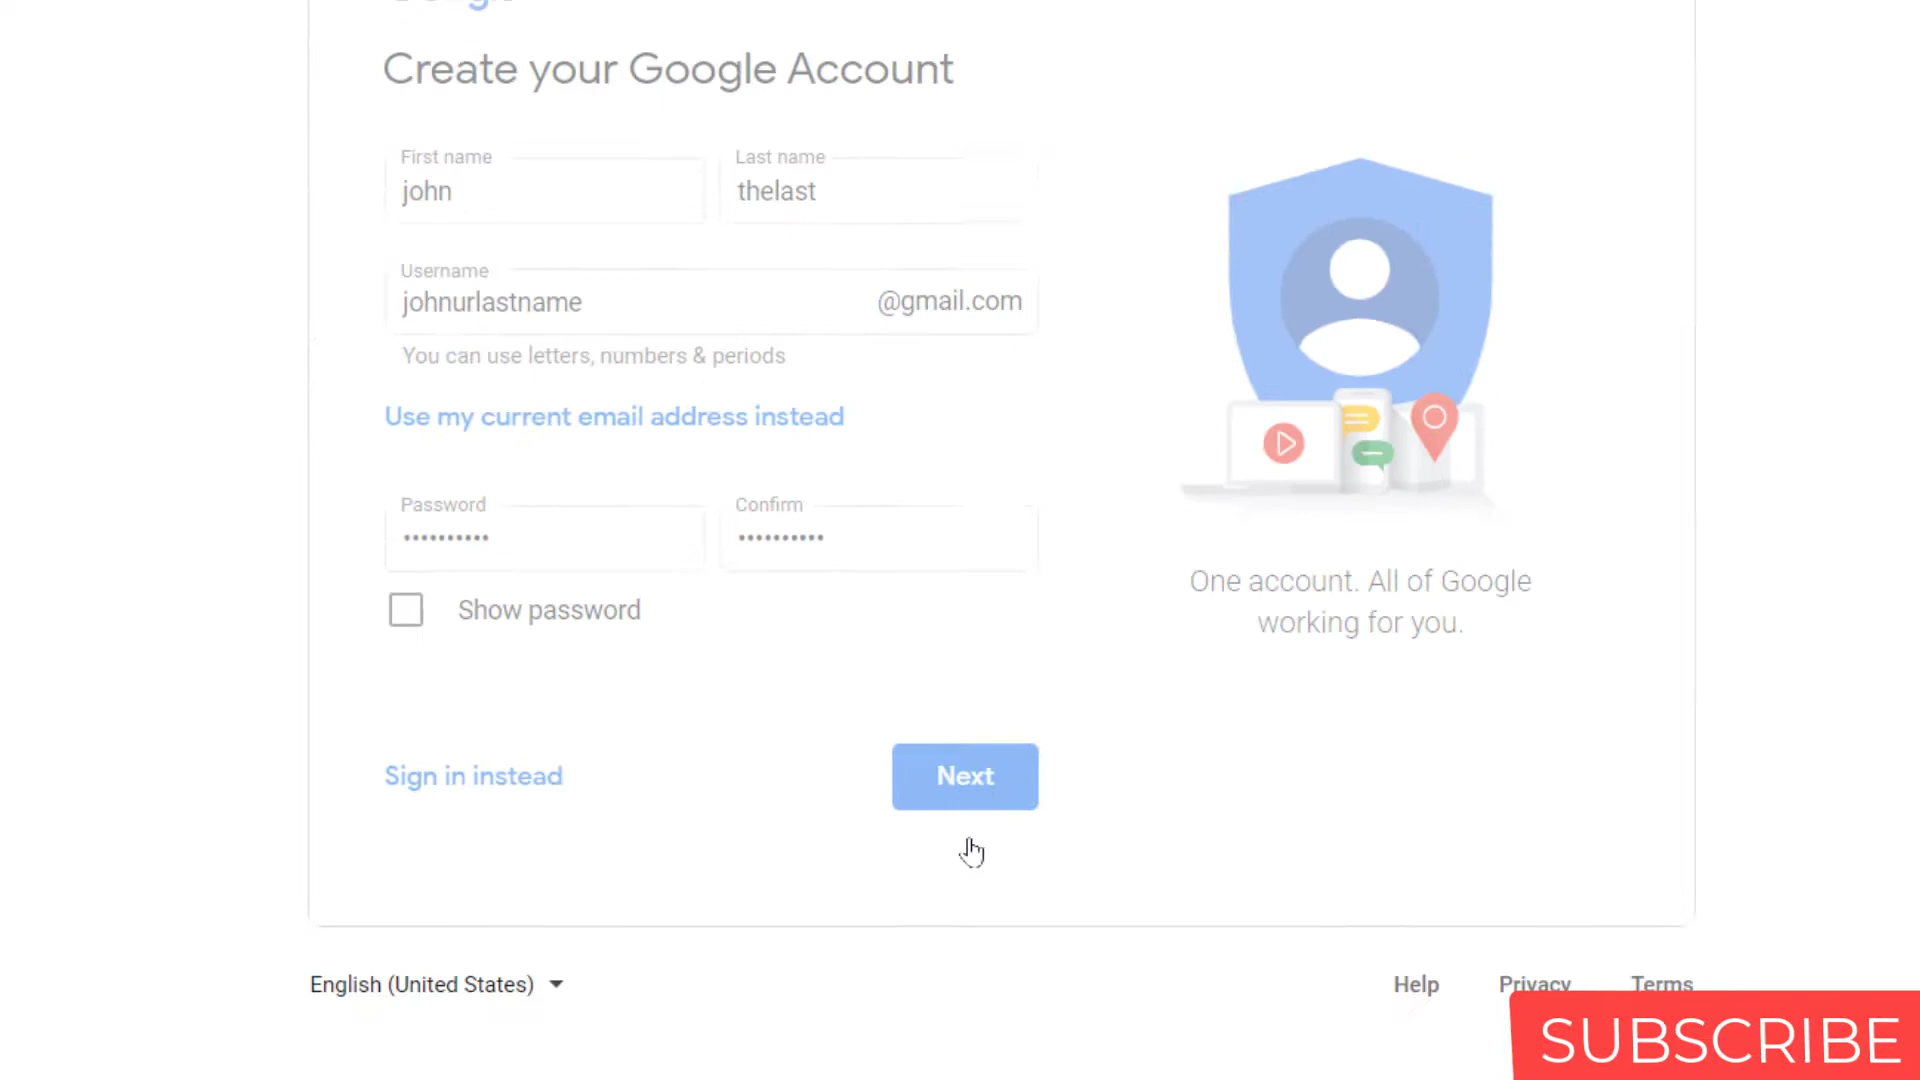 Create your Google Account
First name
Last name
john
thelast
Username
johnurlastname
@gmail.com
You can use letters, numbers & periods
Use my current email address instead
Password
Confirm
••••••••••
••••••••••
Show password
One account. All of Google
working for you.
Sign in instead
Next
English (United States)
Help
Privacy
Terms
SUBSCRIBE